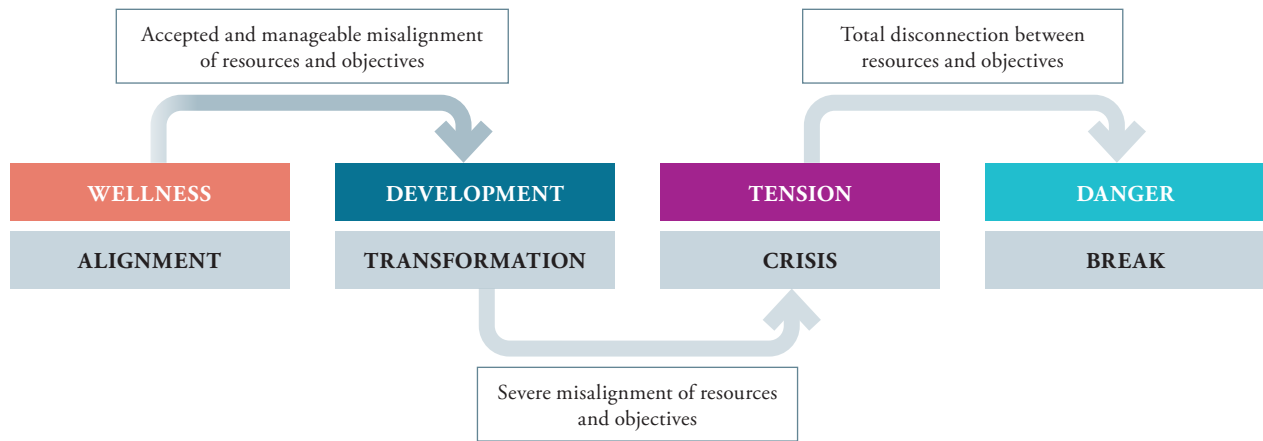 Accepted and manageable misalignment
of resources and objectives
Total disconnection between
resources and objectives
WELLNESS
DEVELOPMENT
TENSION
DANGER
ALIGNMENT
TRANSFORMATION
CRISIS
BREAK
Severe misalignment of resources
and objectives